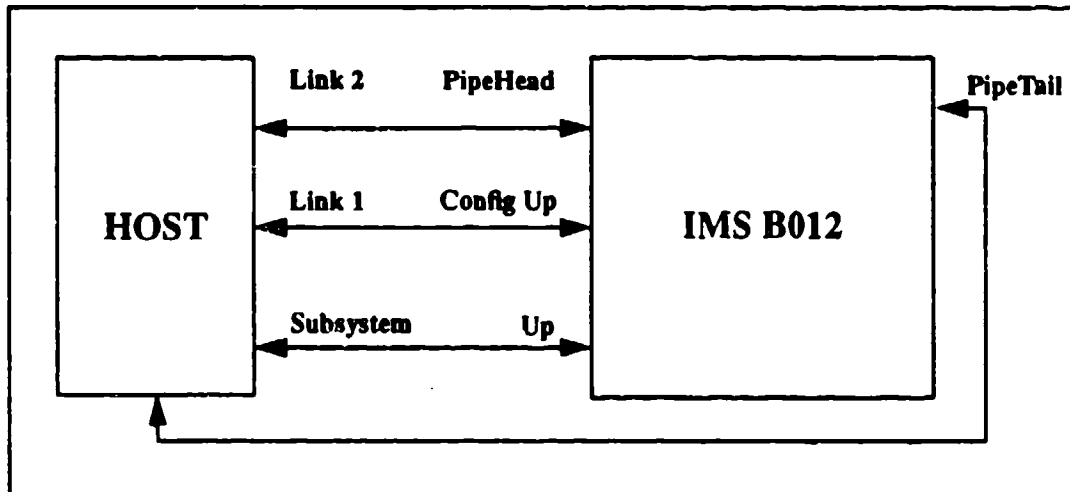 Link 2 PipeHead
PipeTail
Link 1 Config Up
HOST
IMS B012
Subsystem Up